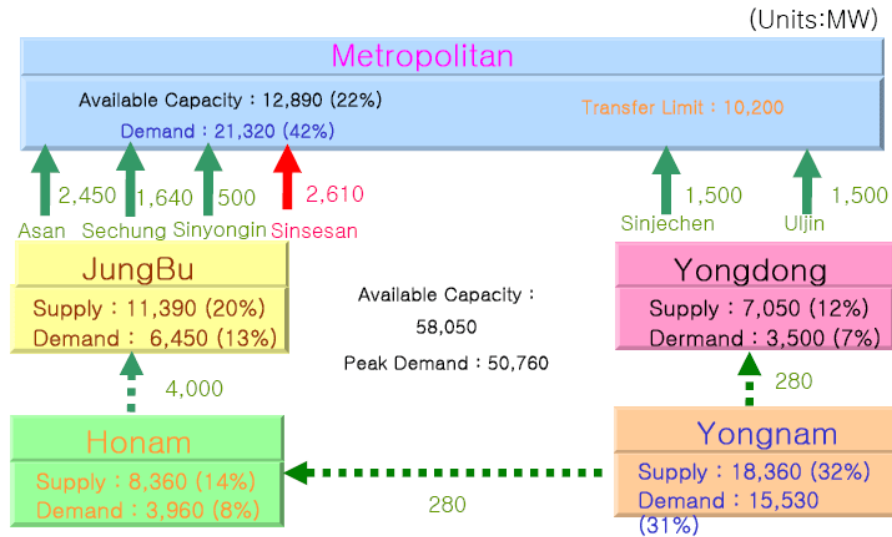 (Units:MW)
Metropolitan
Available Capacity : 12,890 (22%)
Demand : 21,320 (42%)
Transfer Limit : 10,200
2,450
1,640
500
2,610
1,500
1,500
Asan
Sechung
Sinyongin
Sinsesan
Sinjechen
Uljin
JungBu
Supply : 11,390 (20%)
Demand : 6,450 (13%)
Available Capacity :
58,050
Peak Demand : 50,760
Yongdong
Supply : 7,050 (12%)
Dermand : 3,500 (7%)
4,000
280
Honam
Supply : 8,360 (14%)
Demand : 3,960 (8%)
280
Yongnam
Supply : 18,360 (32%)
Demand : 15,530
(31%)